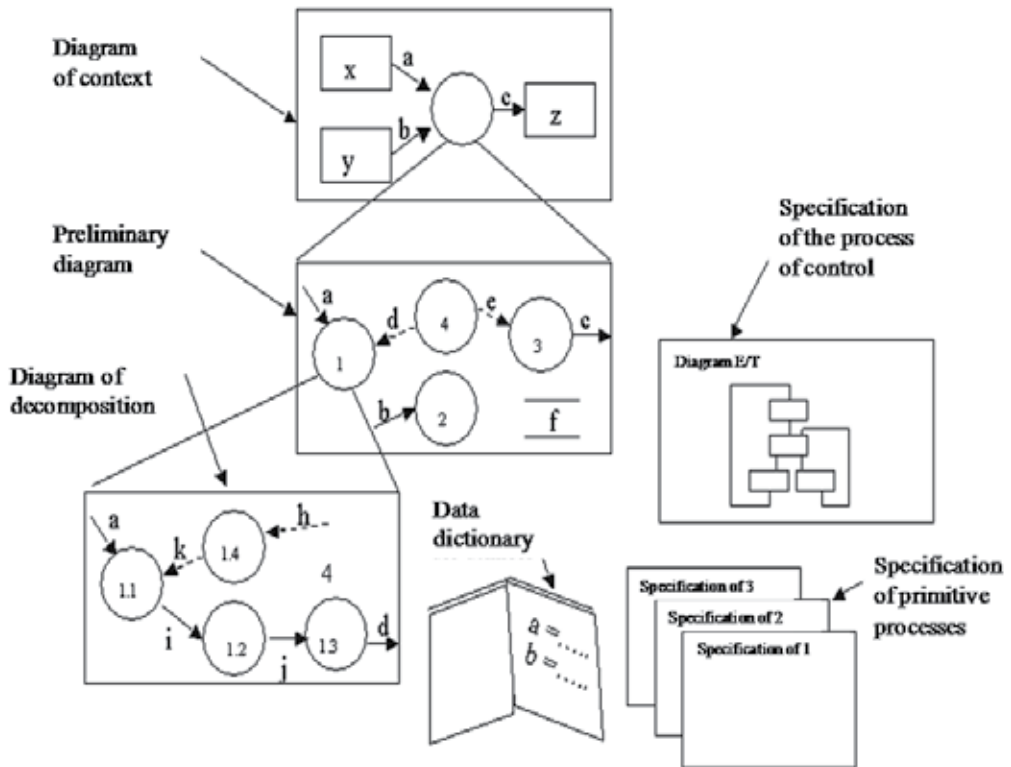 Diagram
of context
x
a
y
b
c
z
Preliminary
diagram
a
d
4
e
1
3
c
b
2
f
Specification
of the process
of control
Diagram E/T
Diagram of
decomposition
a
1.1
k
1.4
h
4
i
1.2
j
1.3
d
Data
dictionary
a = .....
b = .....
Specification of 3
Specification of 2
Specification of 1
Specification
of primitive
processes